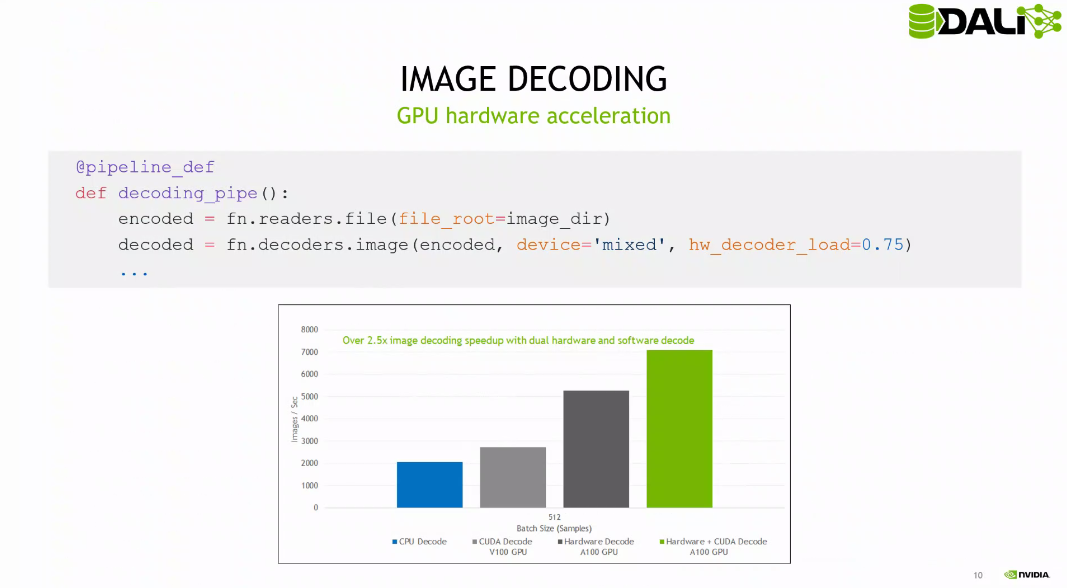 DALI
IMAGE DECODING
GPU hardware acceleration
@pipeline_def
def decoding_pipe():
    encoded = fn.readers.file(file_root=image_dir)
    decoded = fn.decoders.image(encoded, device='mixed', hw_decoder_load=0.75)
    ...
Over 2.5x image decoding speedup with dual hardware and software decode
8000
7000
6000
5000
4000
3000
2000
1000
0
Images / Sec
512
Batch Size (Samples)
CPU Decode
CUDA Decode
V100 GPU
Hardware Decode
A100 GPU
Hardware + CUDA Decode
A100 GPU
10
NVIDIA.